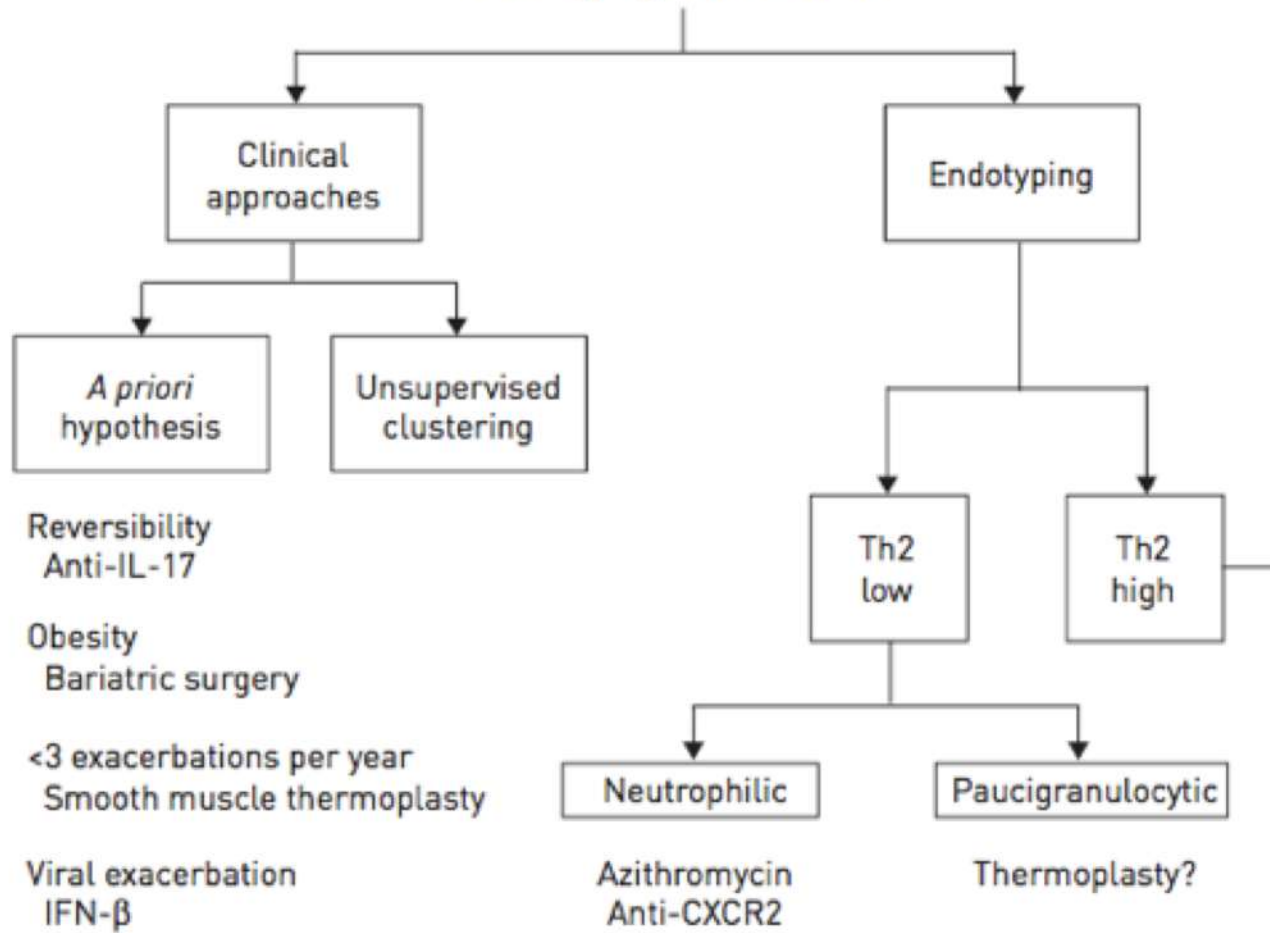 Clinical
approaches
Endotyping
A priori
hypothesis
Unsupervised
clustering
Reversibility
Anti-IL-17
Obesity
Bariatric surgery
<3 exacerbations per year
Smooth muscle thermoplasty
Viral exacerbation
IFN-β
Th2
low
Th2
high
Neutrophilic
Paucigranulocytic
Azithromycin
Anti-CXCR2
Thermoplasty?